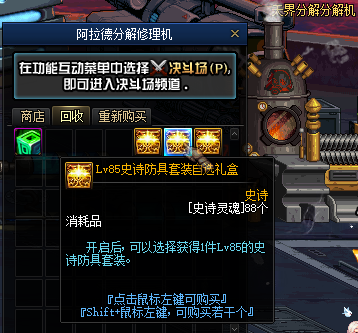 天界分解分解机
阿拉德分解修理机
在功能互动菜单中选择 决斗场(P),
即可进入决斗场频道.
商店 回收 重新购买
Lv85史诗防具套装自选礼盒
史诗
[史诗灵魂]88个
消耗品
开启后,可以选择获得1件Lv85的史
诗防具套装。
『点击鼠标左键可购买』
『Shift+鼠标左键,可购买若干个』